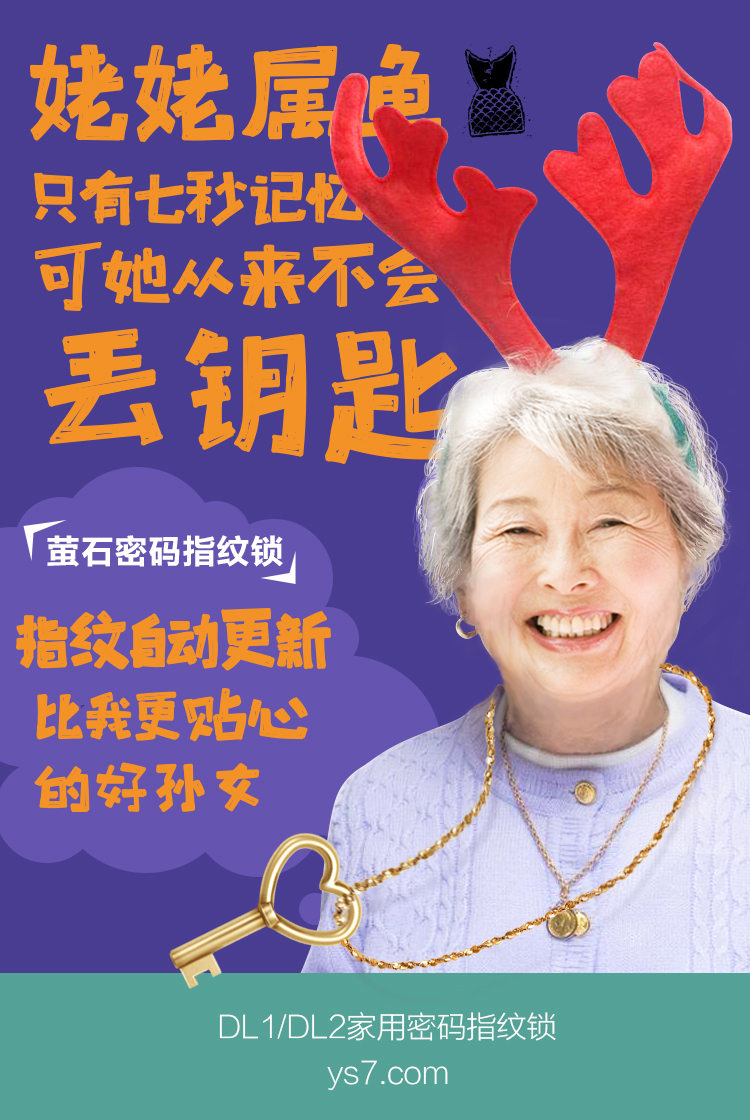 姥姥属鱼
只有七秒记忆
可她从来不会
丢钥匙
萤石密码指纹锁
指纹自动更新
比我更贴心
的好孙女
DL1/DL2家用密码指纹锁
ys7.com